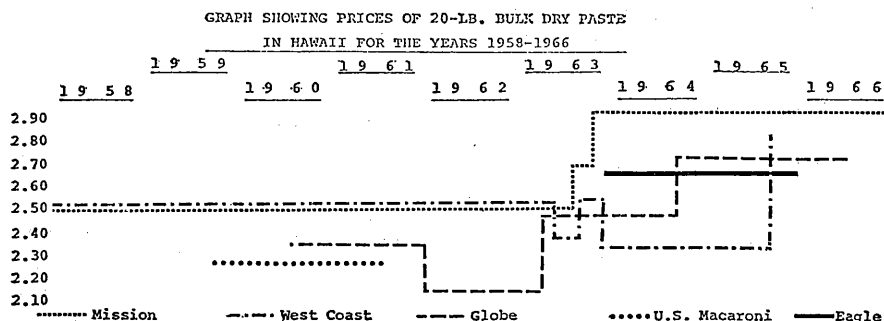 GRAPH SHOWING PRICES OF 20-LB. BULK DRY PASTE
IN HAWAII FOR THE YEARS 1958-1966
1959 1961 1963 1965
1958 1960 1962 1964 1966
2.90
2.80
2.70
2.60
2.50
2.40
2.30
2.20
2.10
Mission West Coast Globe U.S. Macaroni Eagle